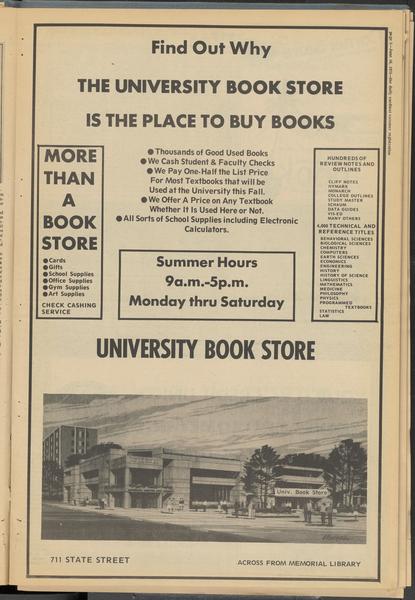 Find Out Why
THE UNIVERSITY BOOK STORE
IS THE PLACE TO BUY BOOKS
MORE
THAN
A
BOOK
STORE
● Cards
● Gifts
● School Supplies
● Office Supplies
● Gym Supplies
● Art Supplies
CHECK CASHING
SERVICE
● Thousands of Good Used Books
● We Cash Student & Faculty Checks
● We Pay One-Half the List Price
For Most Textbooks that will be
Used at the University this Fall.
● We Offer A Price on Any Textbook
Whether It Is Used Here or Not.
● All Sorts of School Supplies including Electronic
Calculators.
Summer Hours
9a.m.-5p.m.
Monday thru Saturday
HUNDREDS OF
REVIEW NOTES AND
OUTLINES
CLIFF NOTES
HYMARX
MONARCH
COLLEGE OUTLINES
STUDY MASTER
SCHAUM
DATA GUIDES
VIS-ED
MANY OTHERS
4,000 TECHNICAL AND
REFERENCE TITLES
BEHAVIORAL SCIENCES
BIOLOGICAL SCIENCES
CHEMISTRY
COMPUTERS
EARTH SCIENCES
ECONOMICS
ENGINEERING
HISTORY
HISTORY OF SCIENCE
LINGUISTICS
MATHEMATICS
MEDICINE
PHILOSOPHY
PHYSICS
PROGRAMMED
TEXTBOOKS
STATISTICS
LAW
UNIVERSITY BOOK STORE
Univ. Book Store
711 STATE STREET
ACROSS FROM MEMORIAL LIBRARY